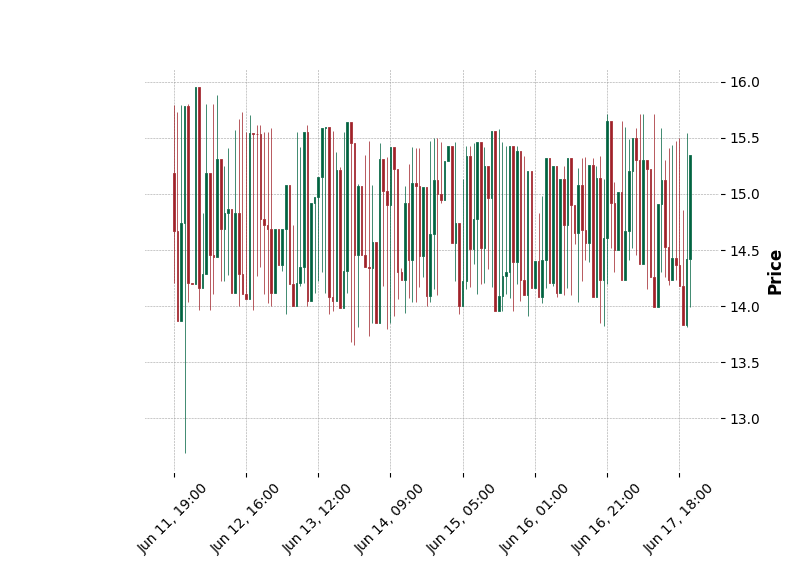 16.0
15.5
15.0
14.5
14.0
13.5
13.0
Price
Jun 11, 19:00
Jun 12, 16:00
Jun 13, 12:00
Jun 14, 09:00
Jun 15, 05:00
Jun 16, 01:00
Jun 16, 21:00
Jun 17, 18:00